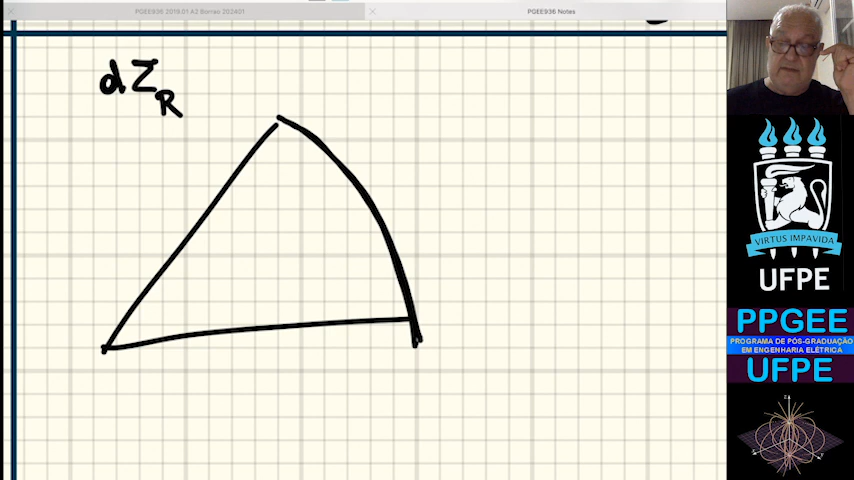 PGEE936 2019.01 A2 Borreo 202401
PGEE936 Notes
dZR
VIRTUS IMPAVIDA
UFPE
PPGEE
PROGRAMA DE PÓS-GRADUAÇÃO
EM ENGENHARIA ELÉTRICA
UFPE